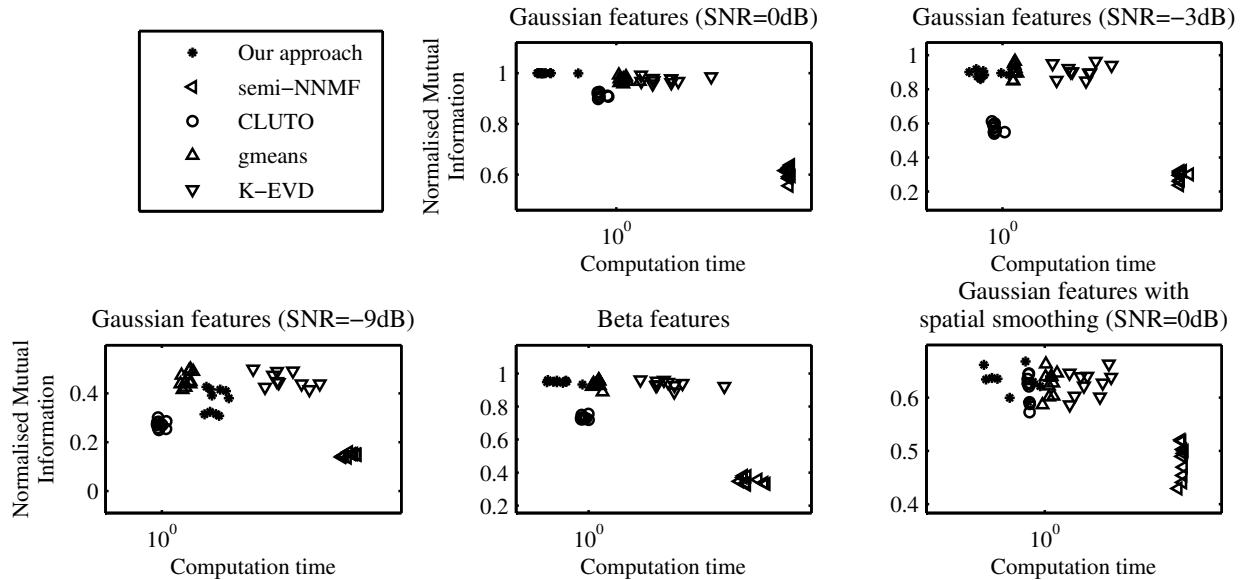 Our approach
semi−NNMF
CLUTO
gmeans
K−EVD
Gaussian features (SNR=0dB)
Normalised Mutual
Information
1
0.8
0.6
10^0
Computation time
Gaussian features (SNR=−3dB)
1
0.8
0.6
0.4
0.2
10^0
Computation time
Gaussian features (SNR=−9dB)
Normalised Mutual
Information
0.4
0.2
0
10^0
Computation time
Beta features
1
0.8
0.6
0.4
0.2
10^0
Computation time
Gaussian features with
spatial smoothing (SNR=0dB)
0.6
0.5
0.4
10^0
Computation time